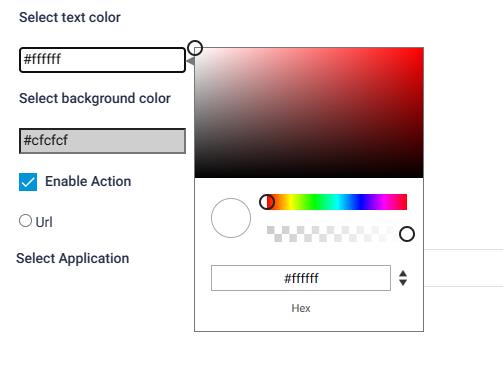 Select text color
#ffffff
Select background color
#cfcfcf
Enable Action
Url
Select Application
#ffffff
Hex